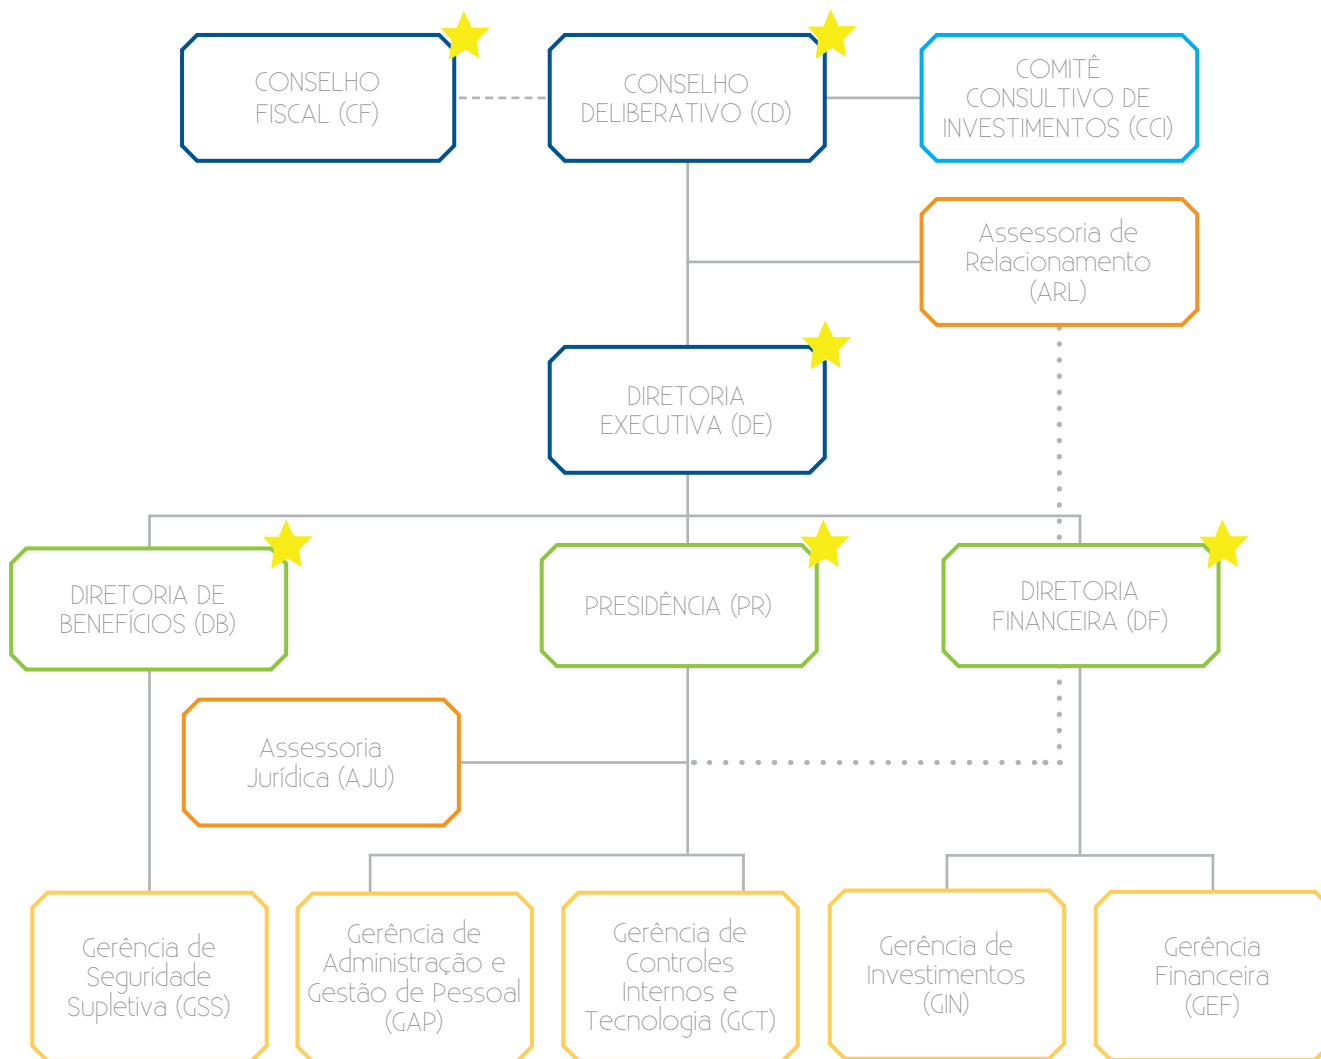 CONSELHO
FISCAL (CF)
CONSELHO
DELIBERATIVO (CD)
COMITÊ
CONSULTIVO DE
INVESTIMENTOS (CCI)
Assessoria de
Relacionamento
(ARL)
DIRETORIA
EXECUTIVA (DE)
DIRETORIA DE
BENEFÍCIOS (DB)
PRESIDÊNCIA (PR)
DIRETORIA
FINANCEIRA (DF)
Assessoria
Jurídica (AJU)
Gerência de
Seguridade
Supletiva (GSS)
Gerência de
Administração e
Gestão de Pessoal
(GAP)
Gerência de
Controles
Internos e
Tecnologia (GCT)
Gerência de
Investimentos
(GIN)
Gerência
Financeira
(GEF)